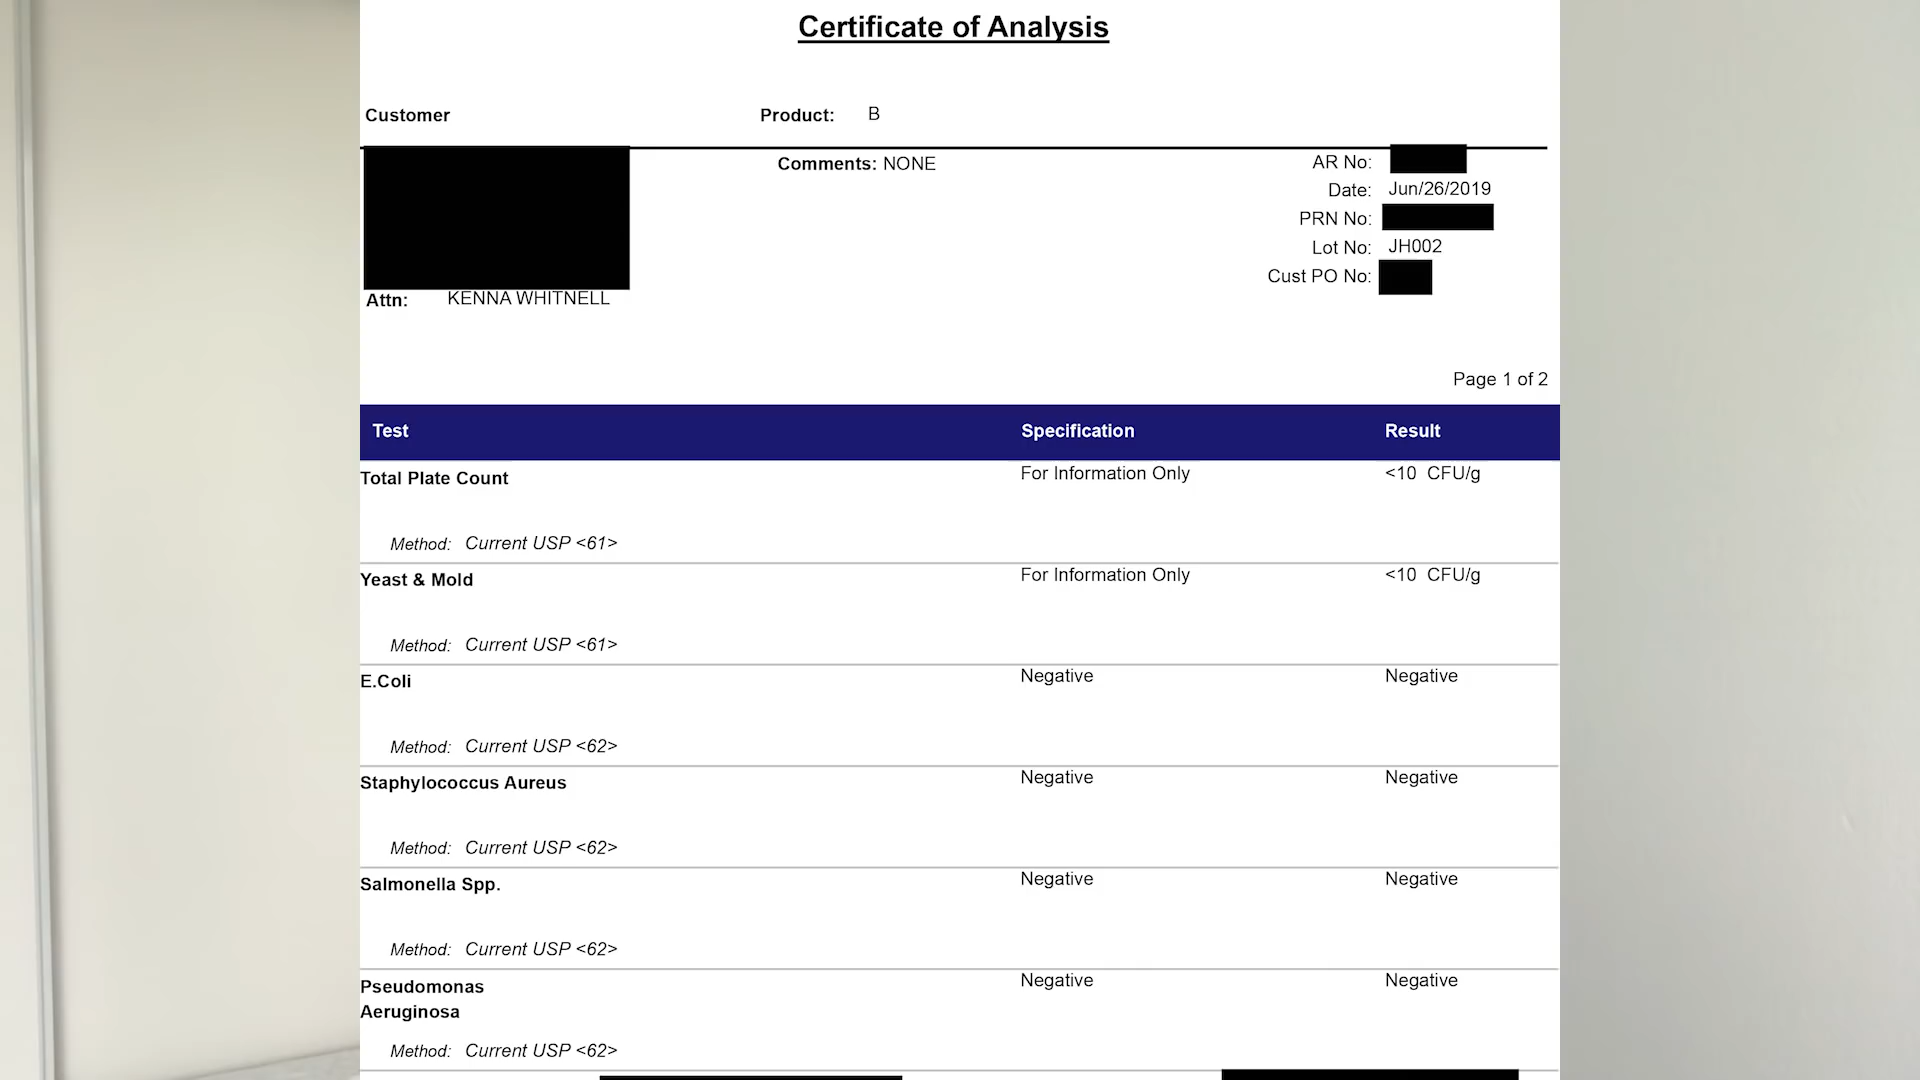 Certificate of Analysis
Customer
Product: B
Comments: NONE
AR No:
Date: Jun/26/2019
PRN No:
Lot No: JH002
Cust PO No:
Attn: KENNA WHITNELL
Page 1 of 2
Test Specification Result
Total Plate Count For Information Only <10 CFU/g
Method: Current USP <61>
Yeast & Mold For Information Only <10 CFU/g
Method: Current USP <61>
E.Coli Negative Negative
Method: Current USP <62>
Staphylococcus Aureus Negative Negative
Method: Current USP <62>
Salmonella Spp. Negative Negative
Method: Current USP <62>
Pseudomonas Negative Negative
Aeruginosa
Method: Current USP <62>